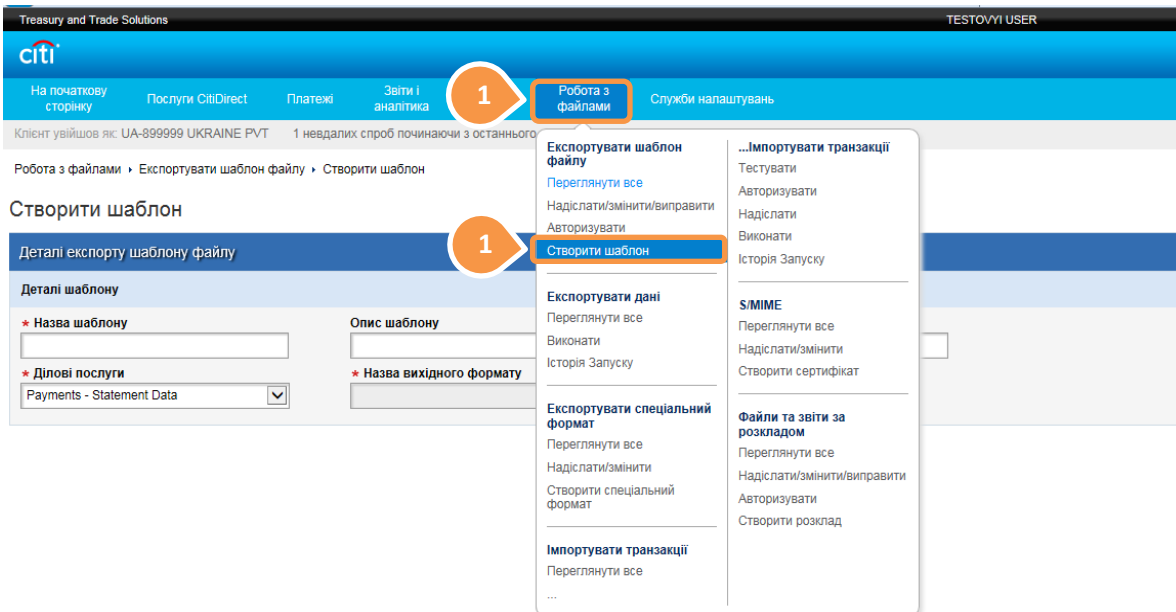 Treasury and Trade Solutions
TESTOVYI USER
citi
На початкову
сторінку
Послуги CitiDirect
Платежі
Звіти і
аналітика
1
Робота з
файлами
Служби налаштувань
Клієнт увійшов як: UA-899999 UKRAINE PVT
1 невдалих спроб починаючи з останнього
Робота з файлами
Експортувати шаблон файлу
Створити шаблон
Створити шаблон
Деталі експорту шаблону файлу
Деталі шаблону
* Назва шаблону
Опис шаблону
* Ділові послуги
* Назва вихідного формату
Payments - Statement Data
1
Експортувати шаблон
файлу
Переглянути все
Надіслати/змінити/виправити
Авторизувати
Створити шаблон
Експортувати дані
Переглянути все
Виконати
Історія Запуску
Експортувати спеціальний
формат
Переглянути все
Надіслати/змінити
Створити спеціальний
формат
Імпортувати транзакції
Переглянути все
...
...Імпортувати транзакції
Тестувати
Авторизувати
Надіслати
Виконати
Історія Запуску
S/MIME
Переглянути все
Надіслати/змінити
Створити сертифікат
Файли та звіти за
розкладом
Переглянути все
Надіслати/змінити/виправити
Авторизувати
Створити розклад